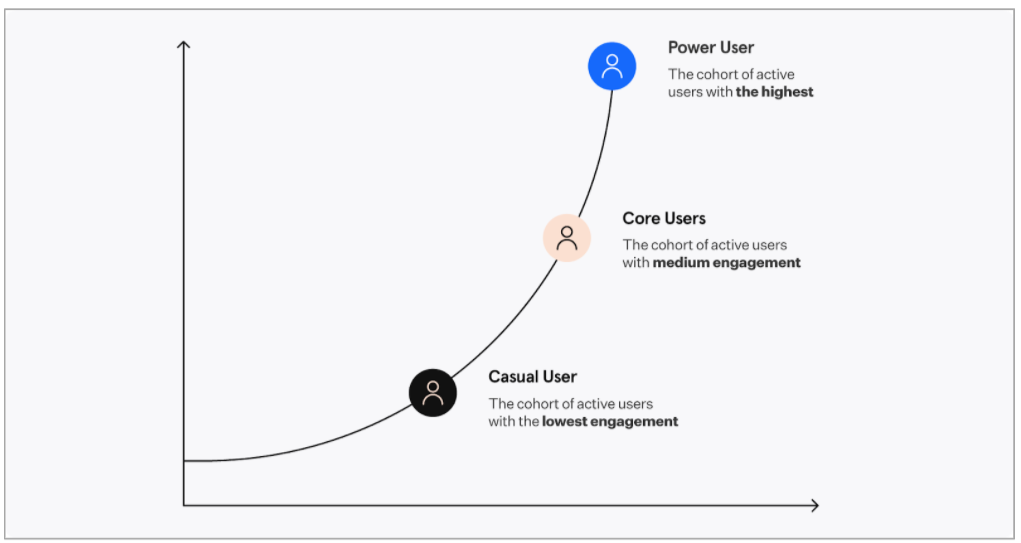 Power User
The cohort of active
users with the highest
Core Users
The cohort of active users
with medium engagement
Casual User
The cohort of active users
with the lowest engagement